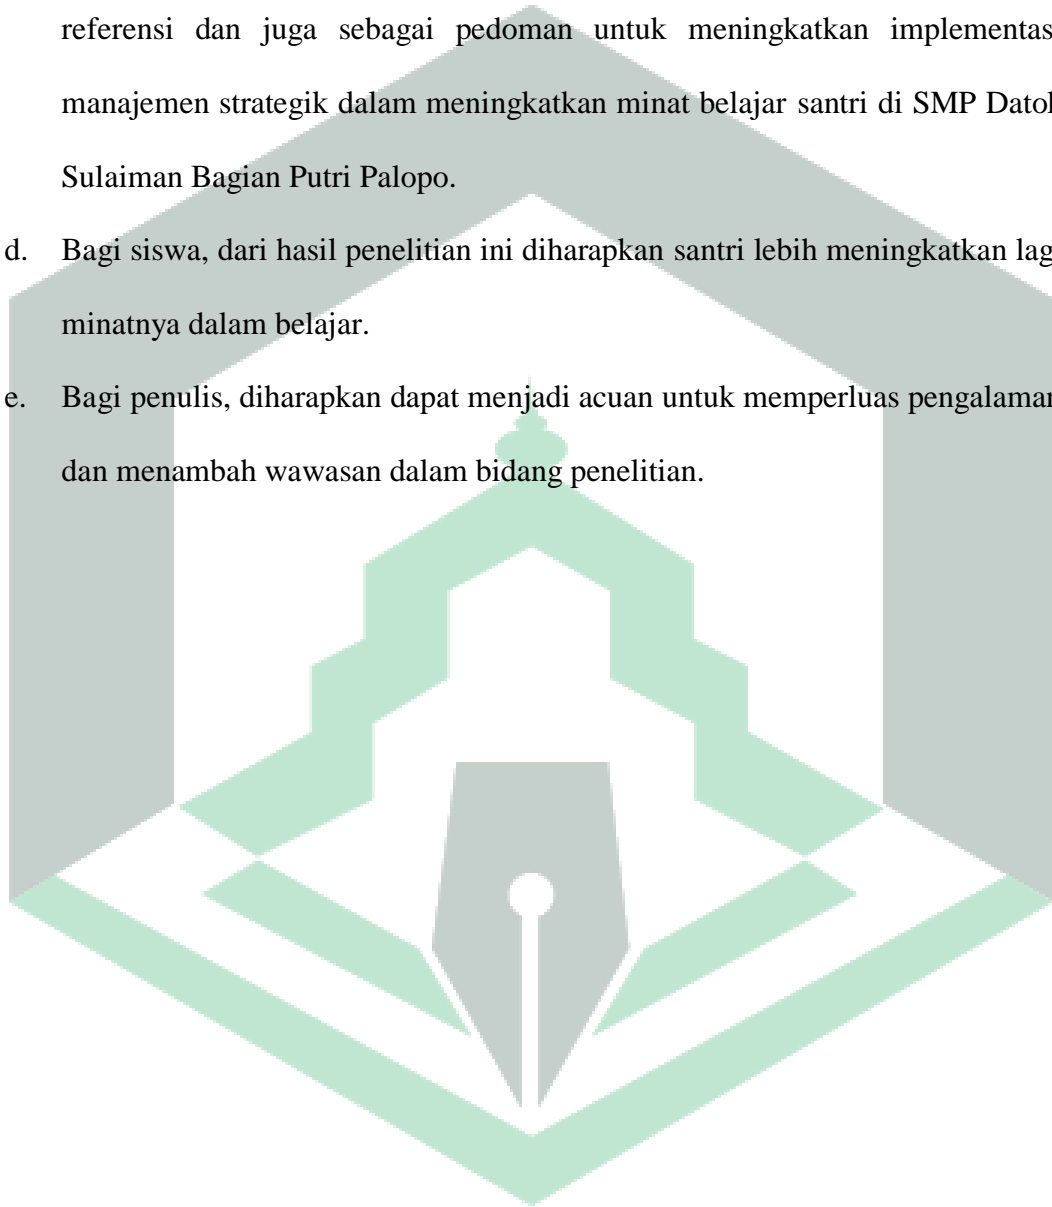 referensi dan juga sebagai pedoman untuk meningkatkan implementas
manajemen strategik dalam meningkatkan minat belajar santri di SMP Datok
Sulaiman Bagian Putri Palopo.
d. Bagi siswa, dari hasil penelitian ini diharapkan santri lebih meningkatkan lag
minatnya dalam belajar.
e. Bagi penulis, diharapkan dapat menjadi acuan untuk memperluas pengalaman
dan menambah wawasan dalam bidang penelitian.